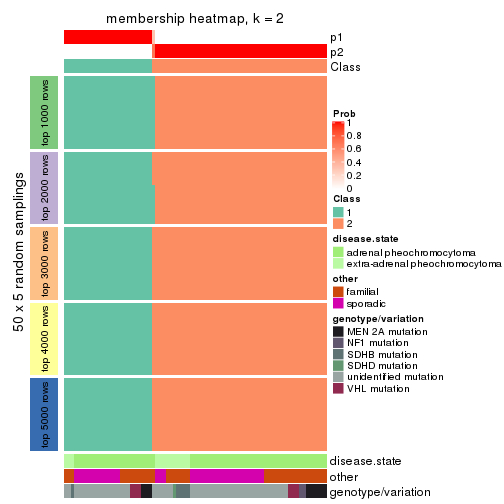 membership heatmap, k = 2
p1
p2
Class
50 x 5 random samplings
top 1000 rows
top 2000 rows
top 3000 rows
top 4000 rows
top 5000 rows
Prob
1
0.8
0.6
0.4
0.2
0
Class
1
2
disease.state
adrenal pheochromocytoma
extra-adrenal pheochromocytoma
other
familial
sporadic
genotype/variation
MEN 2A mutation
NF1 mutation
SDHB mutation
SDHD mutation
unidentified mutation
VHL mutation
disease.state
other
genotype/variation